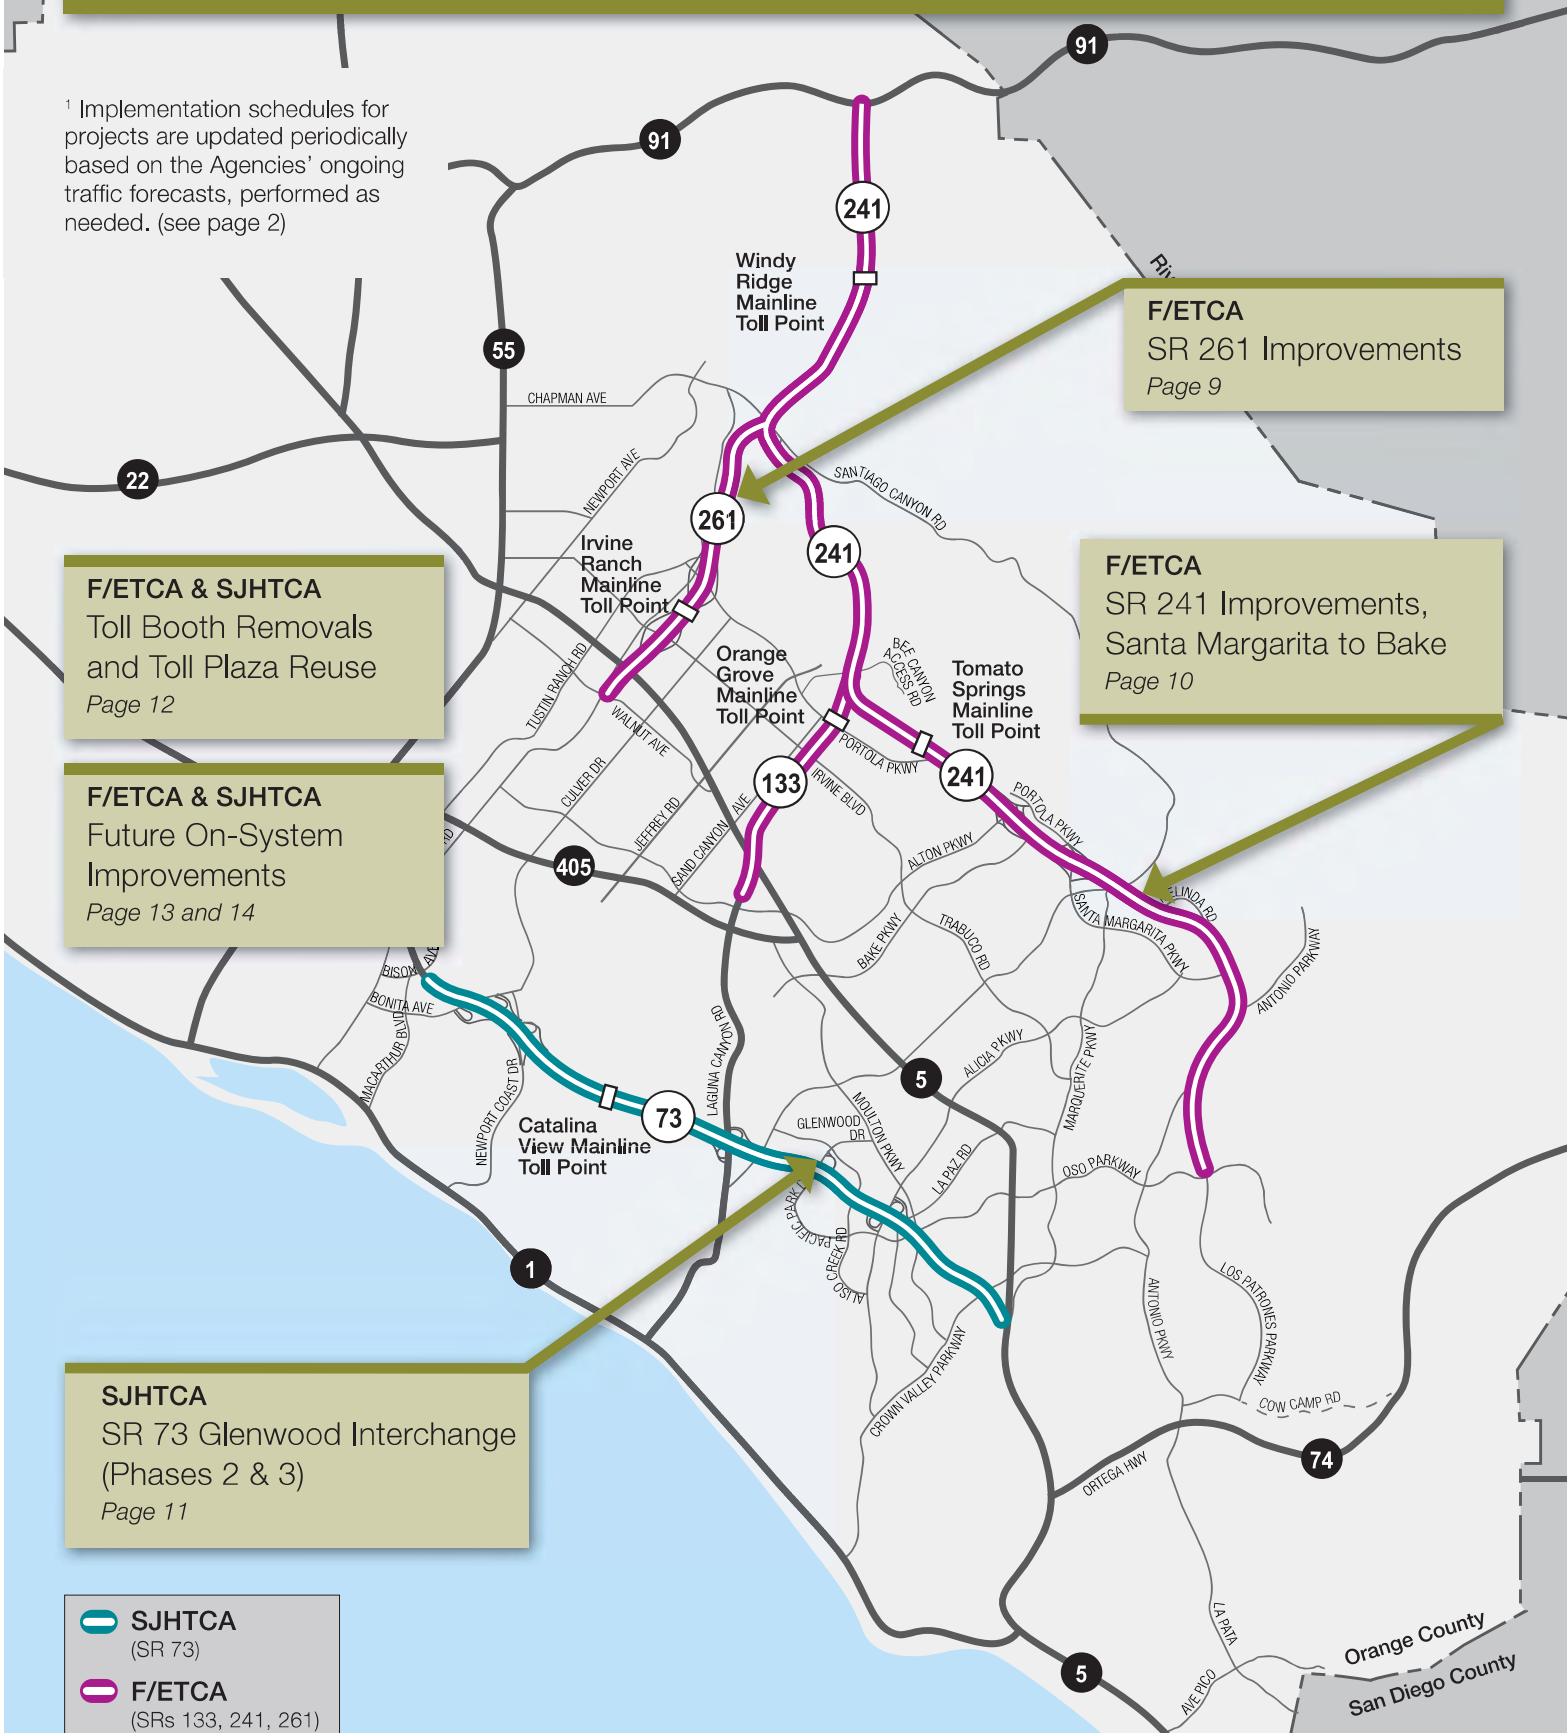 91
¹ Implementation schedules for
projects are updated periodically
based on the Agencies' ongoing
traffic forecasts, performed as
needed. (see page 2)
91
241
Windy
Ridge
Mainline
Toll Point
F/ETCA
SR 261 Improvements
Page 9
55
CHAPMAN AVE
22
NEWPORT AVE
SANTIAGO CANYON RD
261
241
Irvine
Ranch
Mainline
Toll Point
F/ETCA
SR 241 Improvements,
Santa Margarita to Bake
Page 10
F/ETCA & SJHTCA
Toll Booth Removals
and Toll Plaza Reuse
Page 12
TUSTIN RANCH RD
WALNUT AVE
Orange
Grove
Mainline
Toll Point
BEE CANYON
ACCESS RD
Tomato
Springs
Mainline
Toll Point
PORTOLA PKWY
241
133
IRVINE BLVD
PORTOLA PKWY
F/ETCA & SJHTCA
Future On-System
Improvements
Page 13 and 14
RD
CULVER DR
JEFFREY RD
SAND CANYON AVE
405
ALTON PKWY
SANTA MARGARITA PKWY
BAKE PKWY
TRABUCO RD
ANTONIO PARKWAY
BISON AVE
BONITA AVE
MACARTHUR BLVD
NEWPORT COAST DR
LAGUNA CANYON RD
5
ALICIA PKWY
MARQUERITE PKWY
Catalina
View Mainline
Toll Point
73
GLENWOOD
DR
MOULTON PKWY
LA PAZ RD
OSO PARKWAY
PACIFIC PARK
ALISO CREEK RD
1
ANTONIO PKWY
LOS PATRONES PARKWAY
CROWN VALLEY PARKWAY
COW CAMP RD
SJHTCA
SR 73 Glenwood Interchange
(Phases 2 & 3)
Page 11
ORTEGA HWY
74
LA PATA
AVE PICO
5
Orange County
San Diego County
SJHTCA
(SR 73)
F/ETCA
(SRs 133, 241, 261)